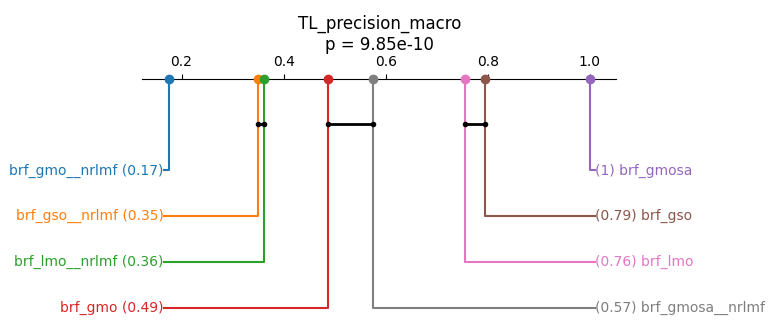 TL_precision_macro
p = 9.85e-10
0.2 0.4 0.6 0.8 1.0
brf_gmo__nrlmf (0.17) (1) brf_gmosa
brf_gso__nrlmf (0.35) (0.79) brf_gso
brf_lmo__nrlmf (0.36) (0.76) brf_lmo
brf_gmo (0.49) (0.57) brf_gmosa__nrlmf